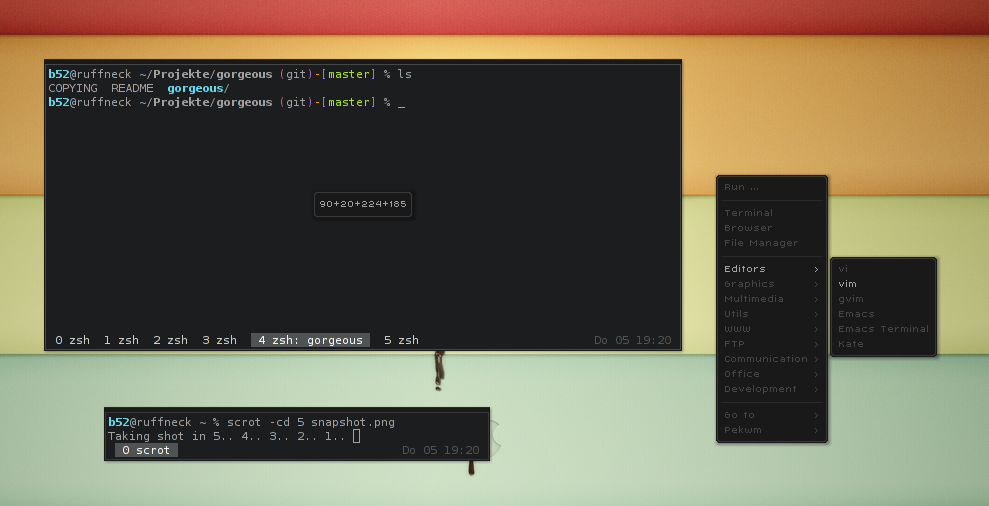 b52@ruffneck ~/Projekte/gorgeous (git)-[master] % ls
COPYING  README  gorgeous/
b52@ruffneck ~/Projekte/gorgeous (git)-[master] % _
90+20+224+185
0 zsh  1 zsh  2 zsh  3 zsh  4 zsh: gorgeous  5 zsh  Do 05 19:20
b52@ruffneck ~ % scrot -cd 5 snapshot.png
Taking shot in 5.. 4.. 3.. 2.. 1..
0 scrot  Do 05 19:20
Run ...
Terminal
Browser
File Manager
Editors >
Graphics >
Multimedia >
Utils >
WWW >
FTP >
Communication >
Office >
Development >
Go to >
Pekwm >
vi
vim
gvim
Emacs
Emacs Terminal
Kate